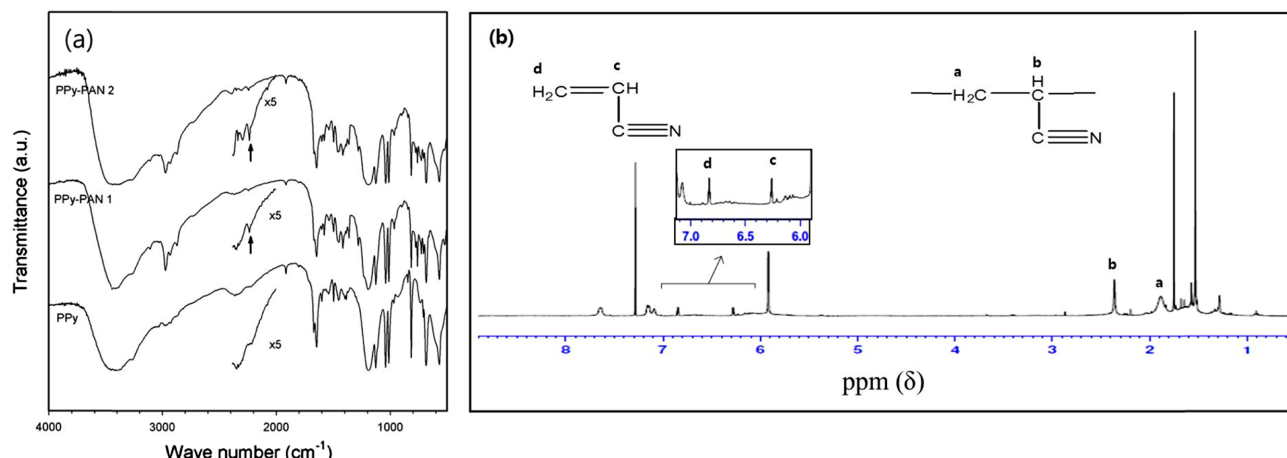 (a)
PPy-PAN 2
x5
PPy-PAN 1
x5
PPy
x5
Transmittance (a.u.)
4000 3000 2000 1000
Wave number (cm⁻¹)
(b)
d c
H₂C CH
C N
a b
H
H₂C C
C N
d c
7.0 6.5 6.0
b a
8 7 6 5 4 3 2 1
ppm (δ)